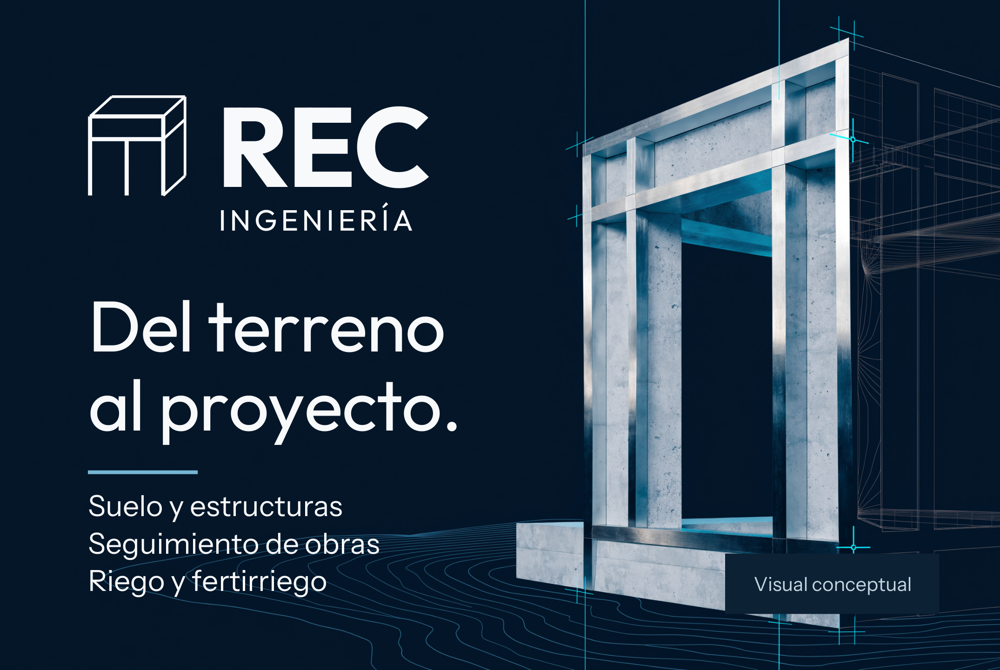 REC
INGENIERÍA
Del terreno
al proyecto.
Suelo y estructuras
Seguimiento de obras
Riego y fertirriego
Visual conceptual